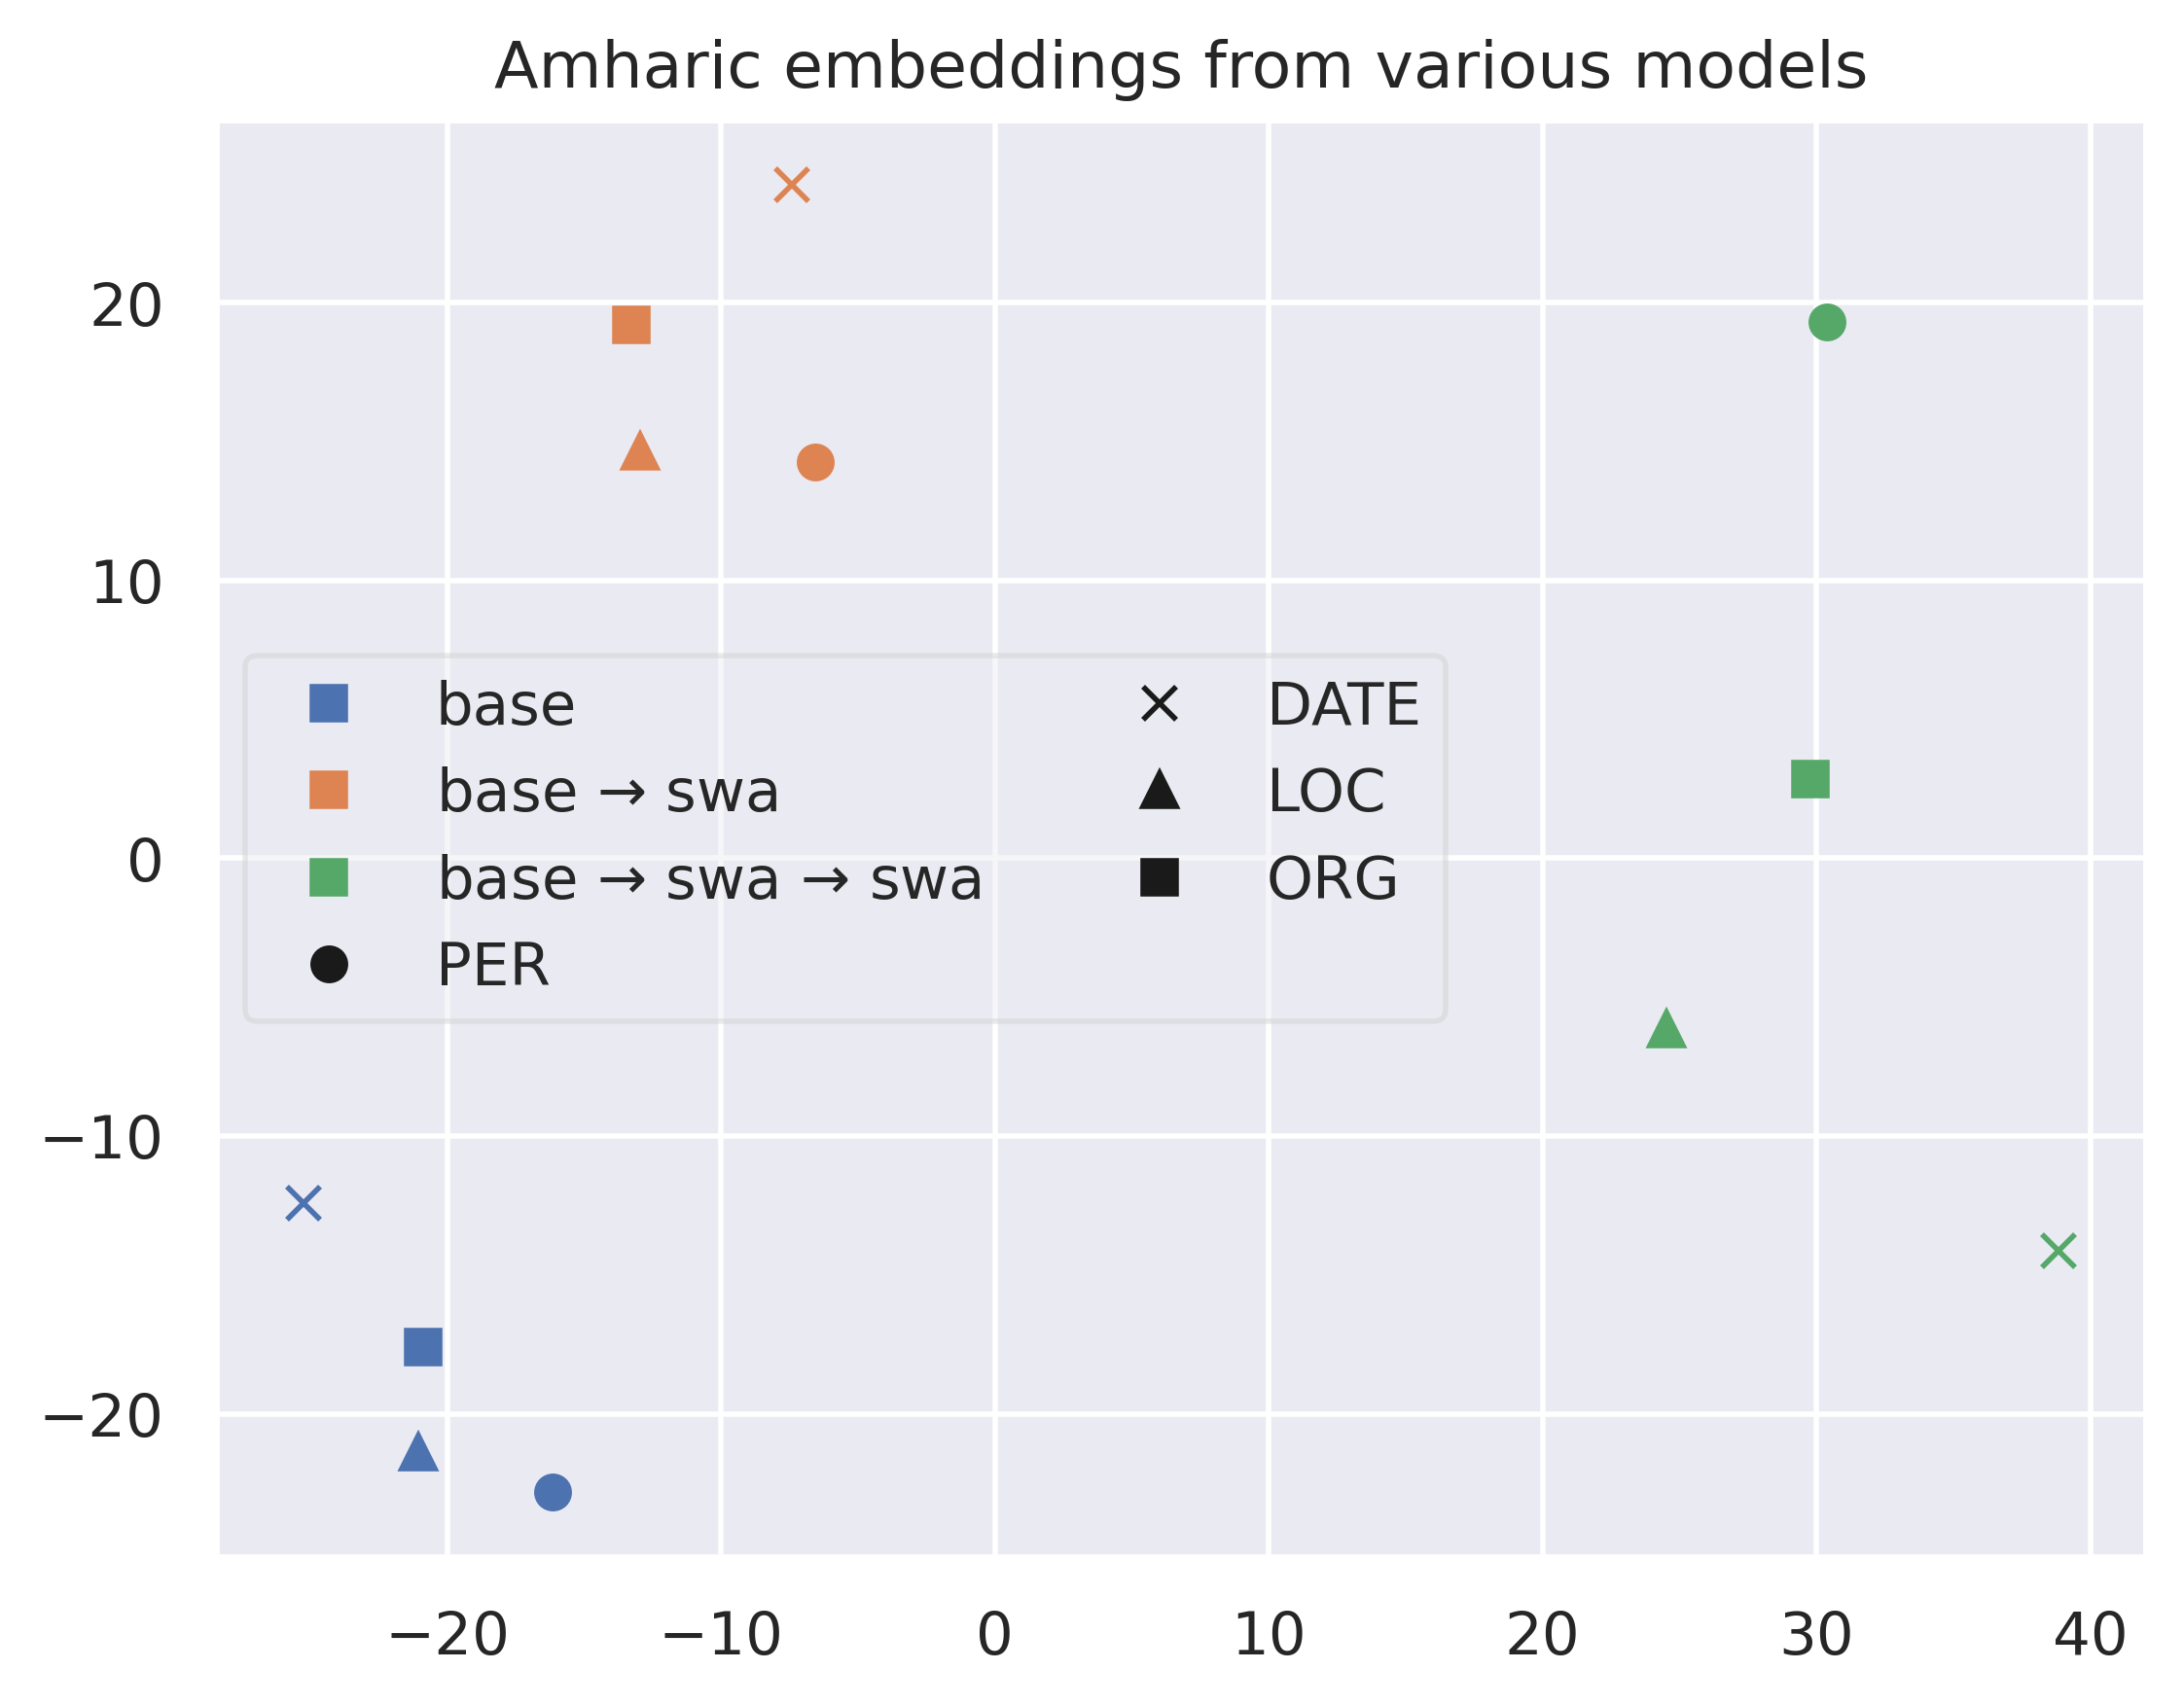 Amharic embeddings from various models
20
10
0
−10
−20
base
base → swa
base → swa → swa
PER
DATE
LOC
ORG
−20 −10 0 10 20 30 40